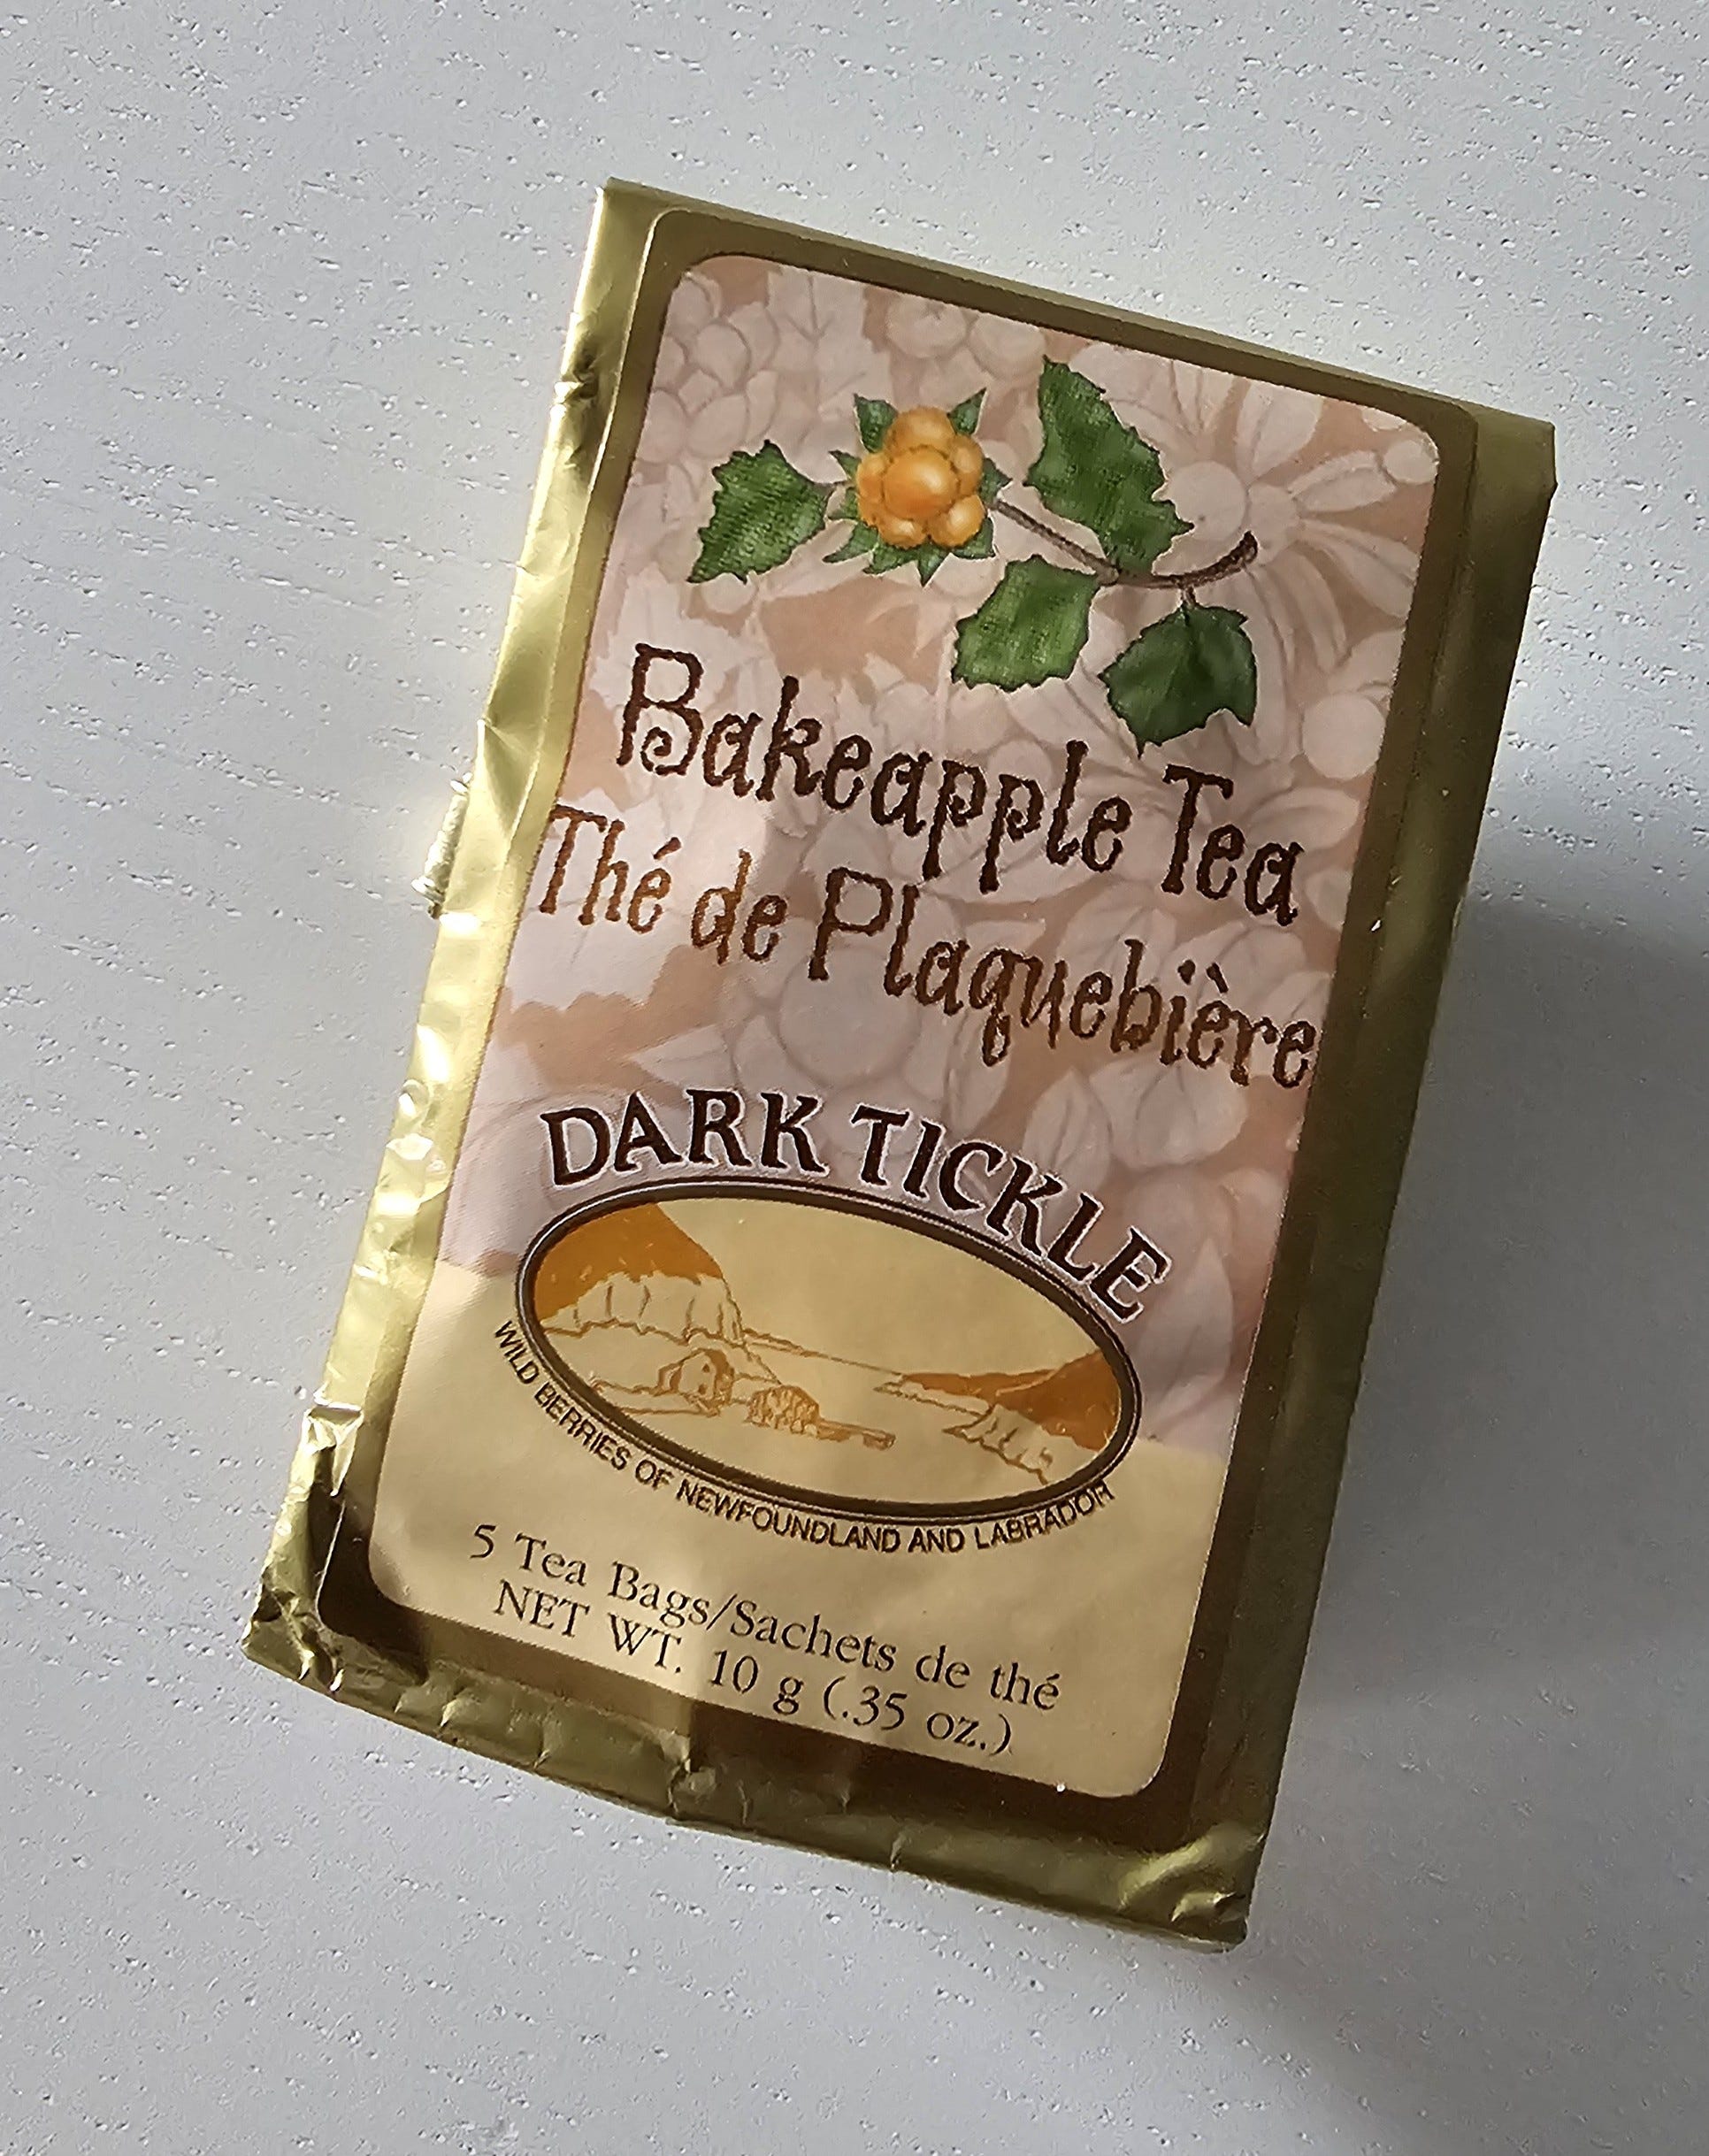 Bakeapple Tea
Thé de Plaquebière
DARK TICKLE
WILD BERRIES OF NEWFOUNDLAND AND LABRADOR
5 Tea Bags/Sachets de thé
NET WT. 10 g (.35 oz.)